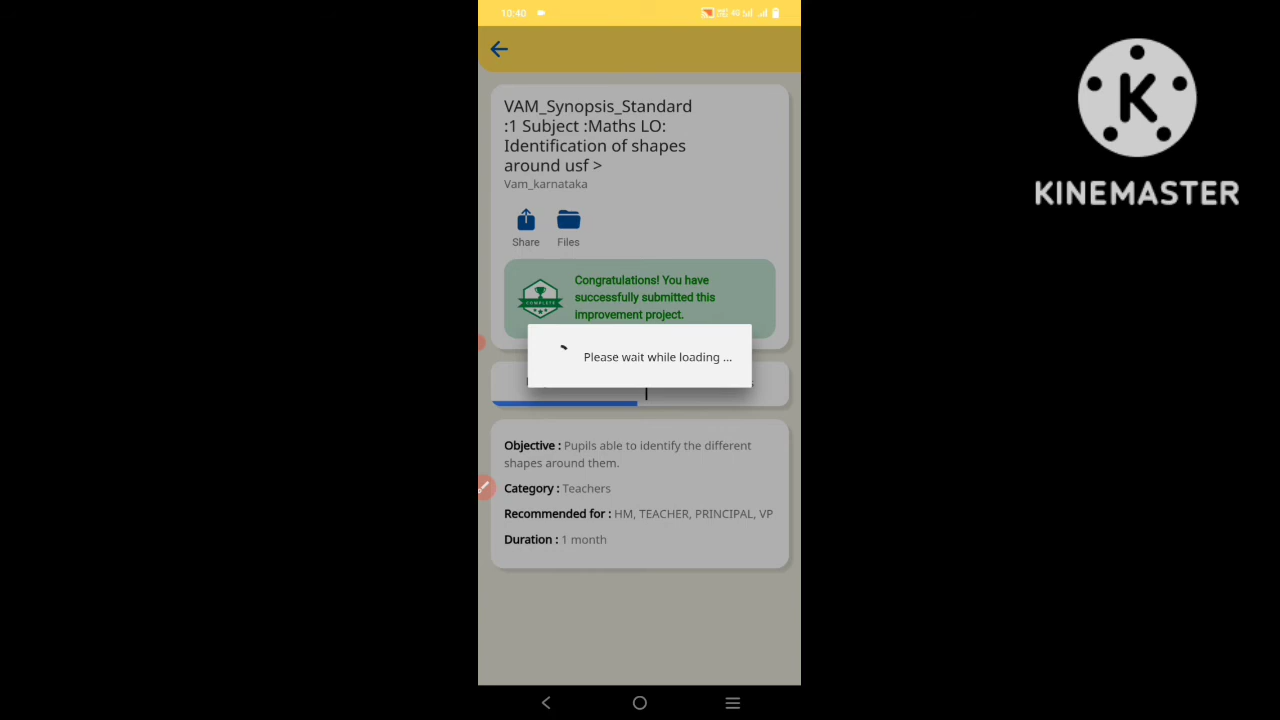 10:40
4G
KINEMASTER
VAM_Synopsis_Standard
:1 Subject :Maths LO:
Identification of shapes
around usf >
Vam_karnataka
Share Files
COMPLETE
Congratulations! You have
successfully submitted this
improvement project.
Please wait while loading ...
Objective : Pupils able to identify the different
shapes around them.
Category : Teachers
Recommended for : HM, TEACHER, PRINCIPAL, VP
Duration : 1 month